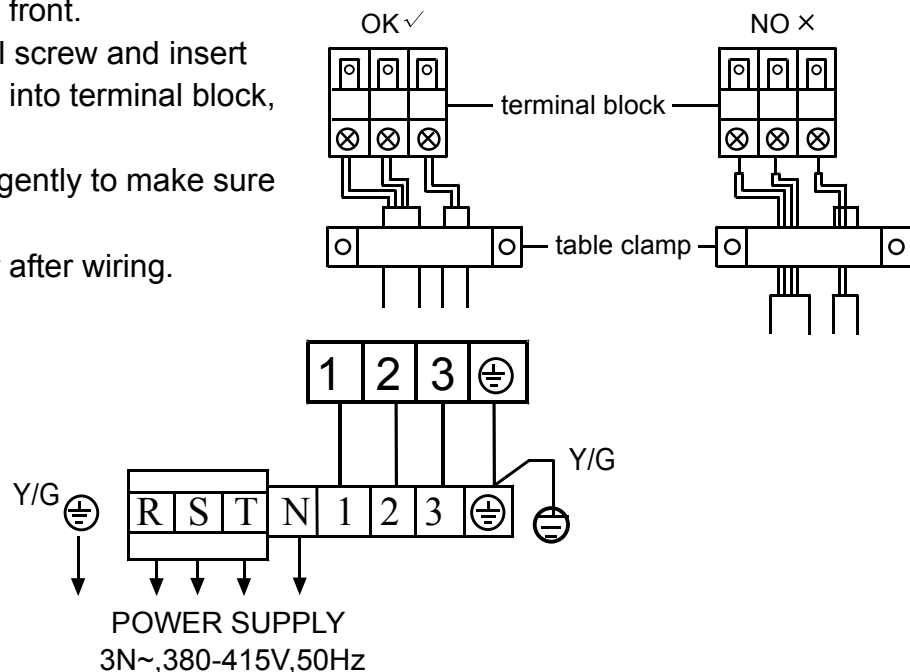 front.
l screw and insert
into terminal block,
gently to make sure
after wiring.
OK √
NO ×
terminal block
table clamp
1 2 3
Y/G
Y/G
R S T N 1 2 3
POWER SUPPLY
3N~,380-415V,50Hz